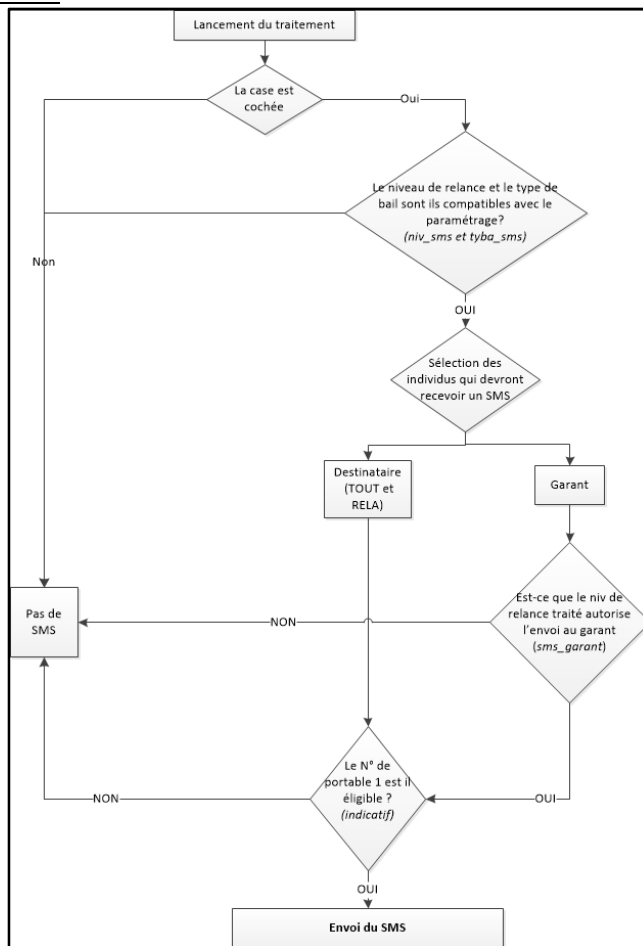 Lancement du traitement
La case est
cochée
Oui
Le niveau de relance et le type de
bail sont ils compatibles avec le
paramétrage?
(niv_sms et tyba_sms)
Non
OUI
Sélection des
individus qui devront
recevoir un SMS
Destinataire
(TOUT et
RELA)
Garant
Est-ce que le niv de
relance traité autorise
l'envoi au garant
(sms_garant)
Pas de
SMS
NON
Le N° de
portable 1 est il
éligible ?
(indicatif)
NON
OUI
OUI
Envoi du SMS